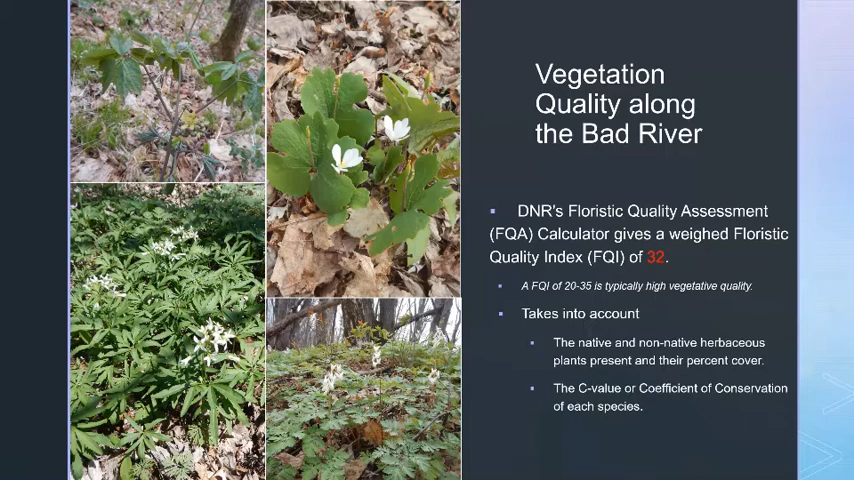 Vegetation
Quality along
the Bad River
▪ DNR's Floristic Quality Assessment
(FQA) Calculator gives a weighed Floristic
Quality Index (FQI) of 32.
▪ A FQI of 20-35 is typically high vegetative quality.
▪ Takes into account
▪ The native and non-native herbaceous
plants present and their percent cover.
▪ The C-value or Coefficient of Conservation
of each species.